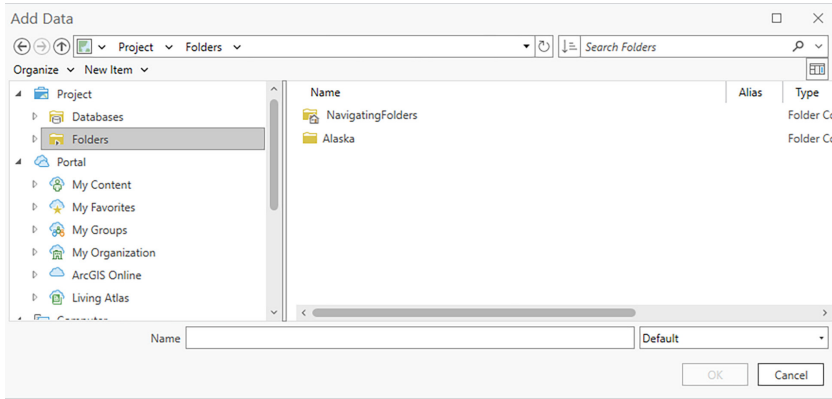 Add Data
Project Folders
Search Folders
Organize New Item
Project
Databases
Folders
Portal
My Content
My Favorites
My Groups
My Organization
ArcGIS Online
Living Atlas
Computer
Name Alias Type
NavigatingFolders Folder Co
Alaska Folder Co
Name Default
OK Cancel